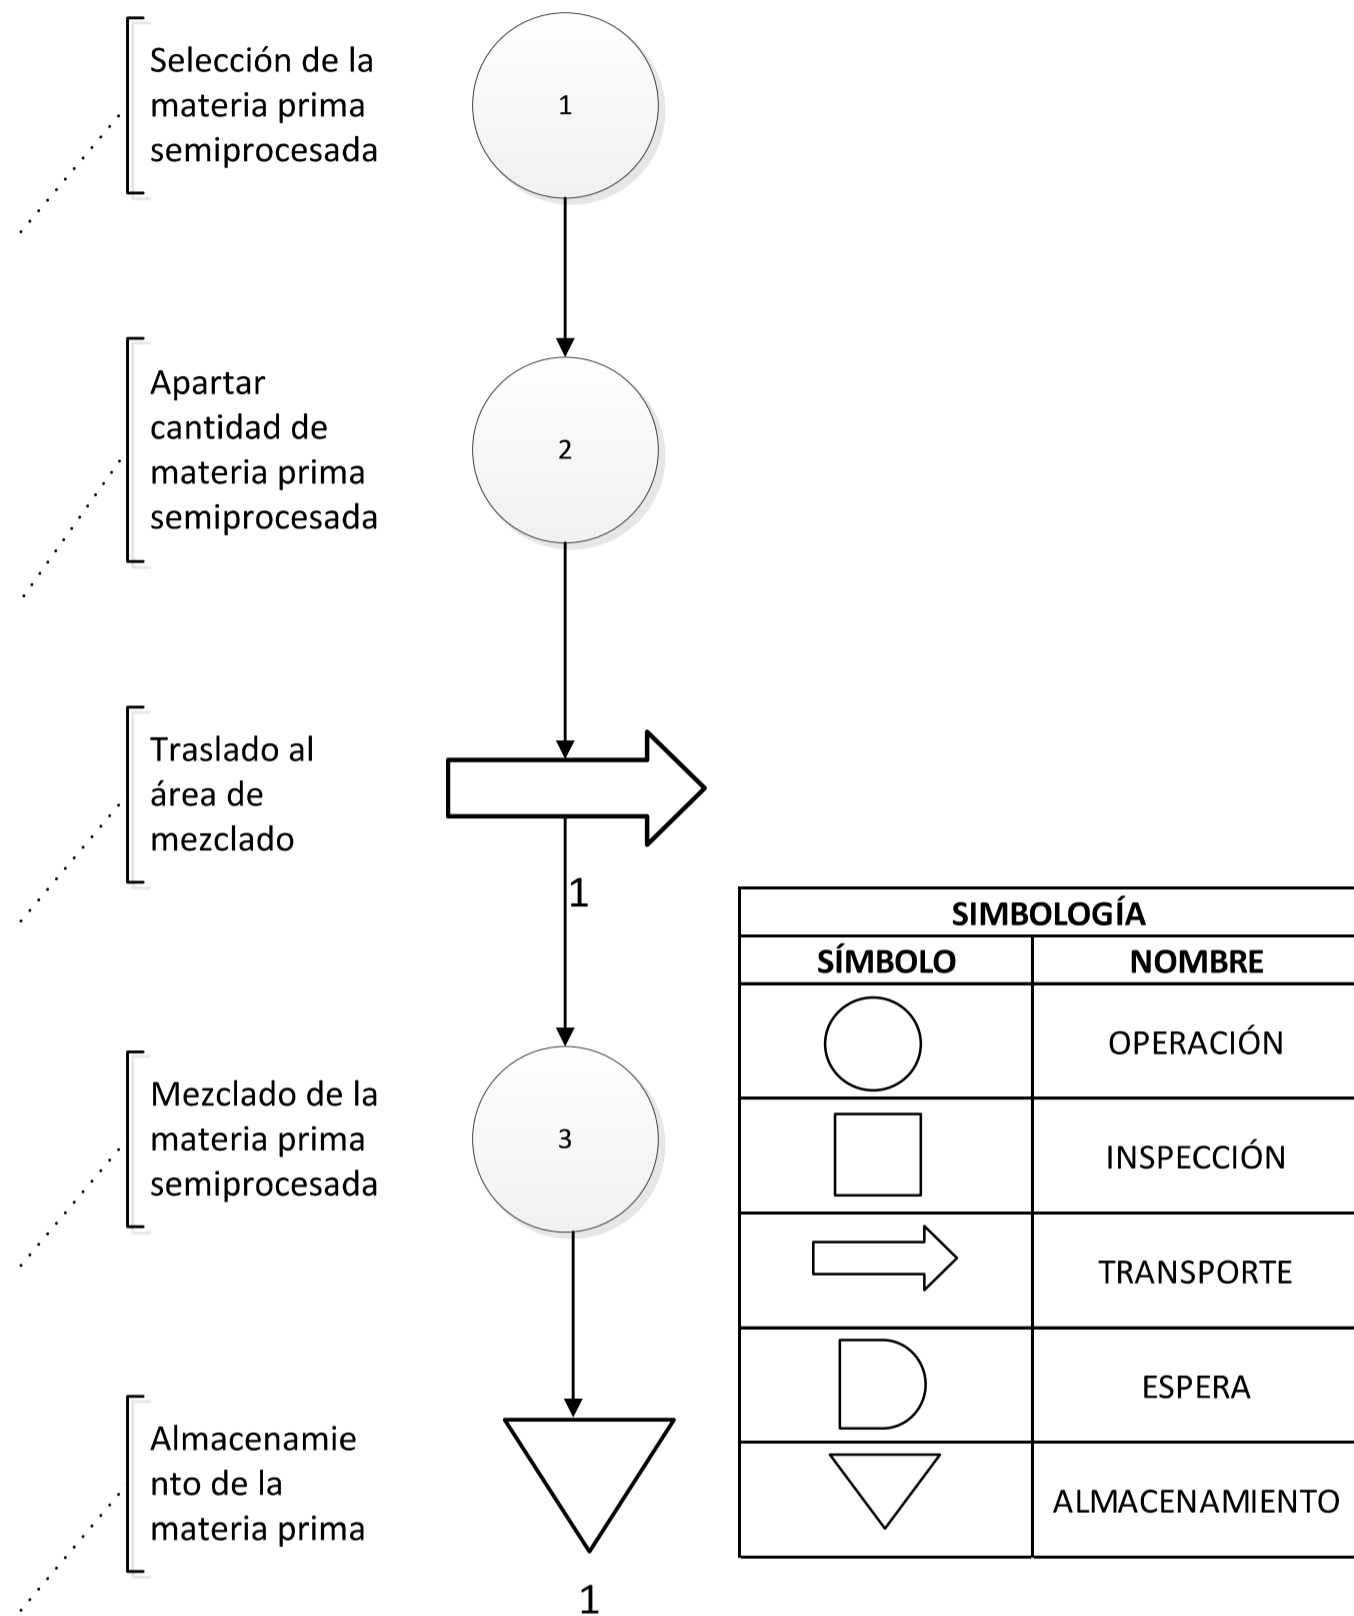 Selección de la
materia prima
semiprocesada
1
Apartar
cantidad de
materia prima
semiprocesada
2
Traslado al
área de
mezclado
1
Mezclado de la
materia prima
semiprocesada
3
Almacenamie
nto de la
materia prima
1
SIMBOLOGÍA
SÍMBOLO NOMBRE
OPERACIÓN
INSPECCIÓN
TRANSPORTE
ESPERA
ALMACENAMIENTO